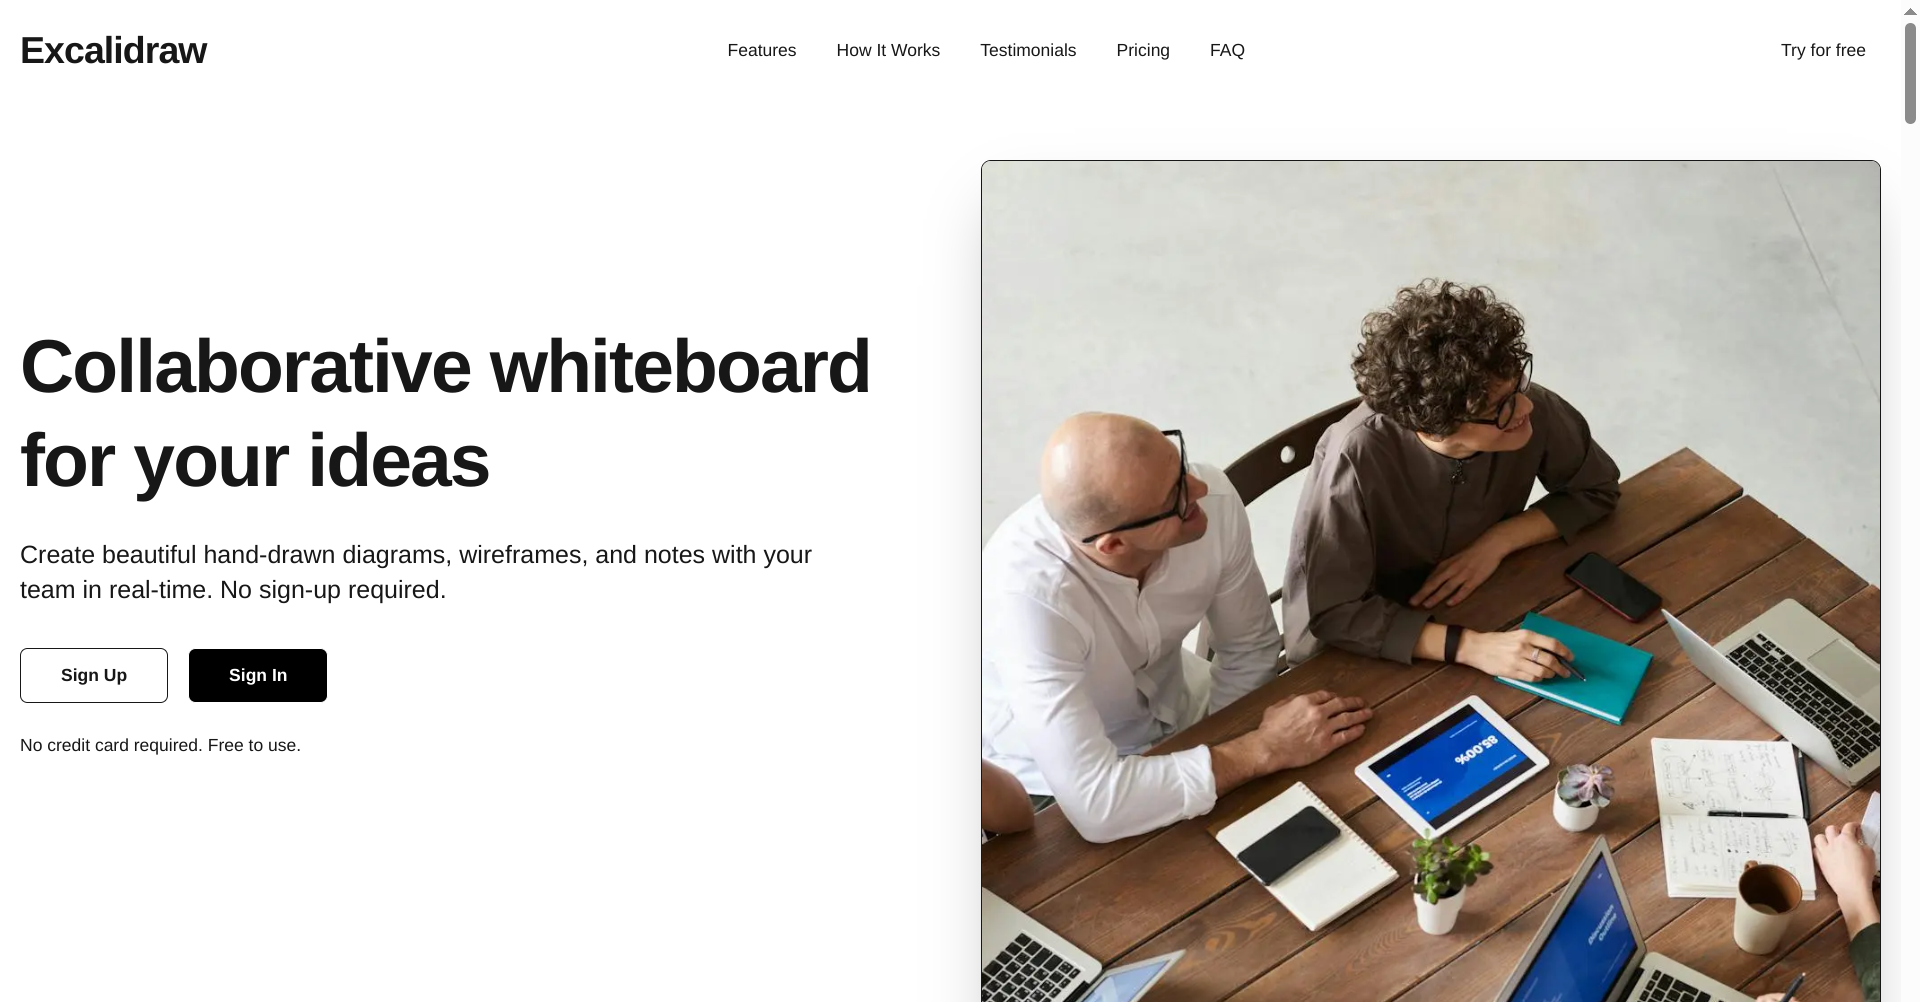 Excalidraw
Features
How It Works
Testimonials
Pricing
FAQ
Try for free
Collaborative whiteboard
for your ideas
Create beautiful hand-drawn diagrams, wireframes, and notes with your
team in real-time. No sign-up required.
Sign Up
Sign In
No credit card required. Free to use.
85.00%
Discussion
Outline